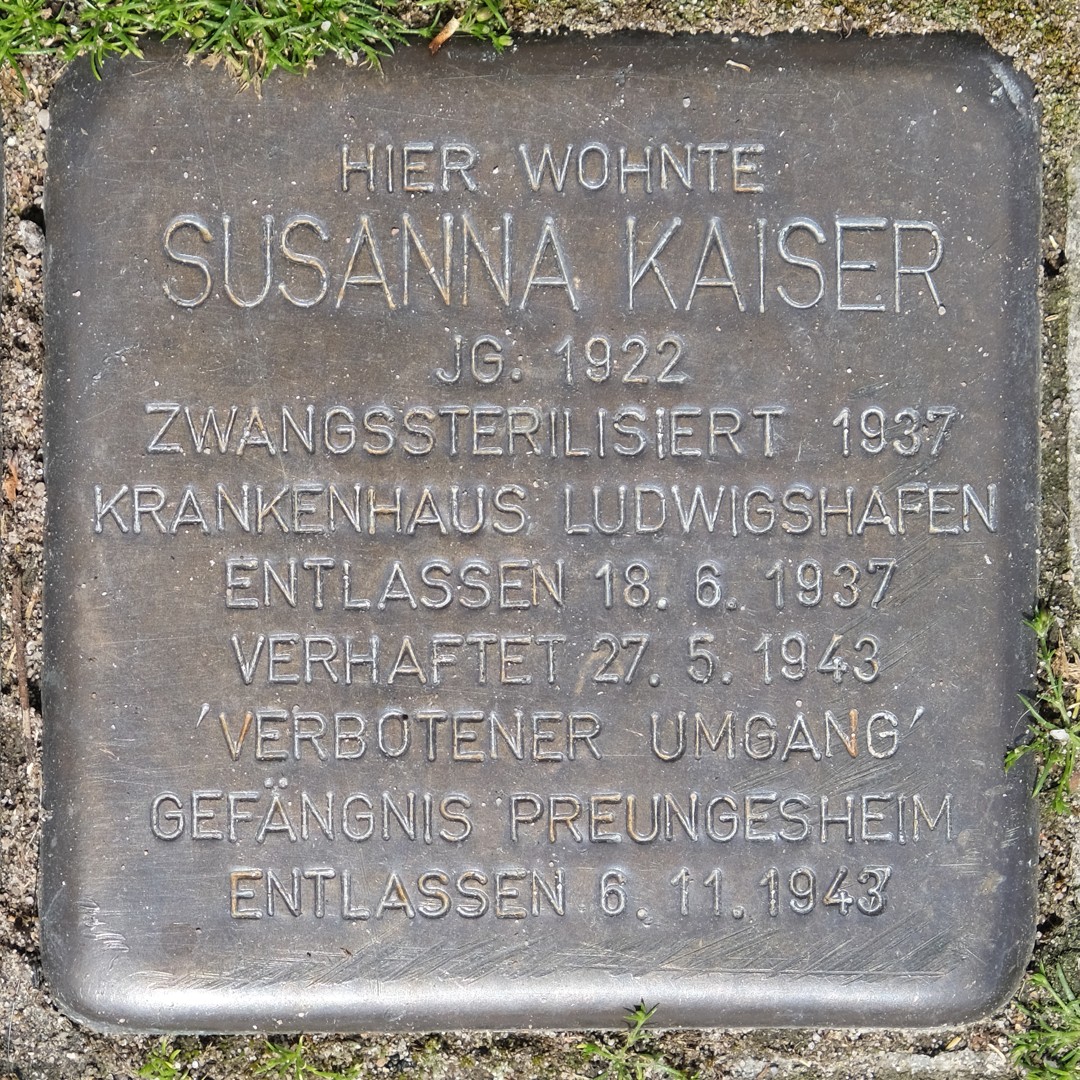 HIER WOHNTE
SUSANNA KAISER
JG. 1922
ZWANGSSTERILISIERT 1937
KRANKENHAUS LUDWIGSHAFEN
ENTLASSEN 18. 6. 1937
VERHAFTET 27. 5. 1943
'VERBOTENER UMGANG'
GEFÄNGNIS PREUNGESHEIM
ENTLASSEN 6. 11. 1943